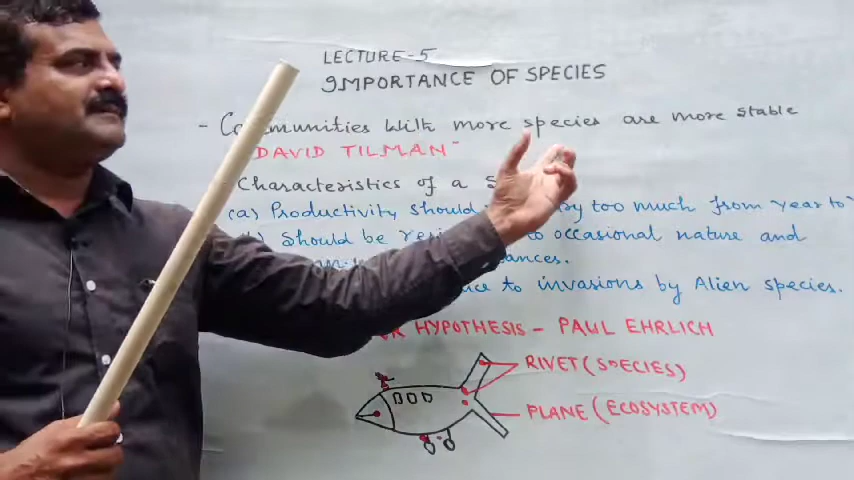 LECTURE-5
IMPORTANCE OF SPECIES
- Communities with more species are more stable
DAVID TILMAN"
Characteristics of a
(a) Productivity should too much from year to
should be to occasional nature and
to invasions by Alien species.
HYPOTHESIS - PAUL EHRLICH
RIVET (SPECIES)
PLANE (ECOSYSTEM)